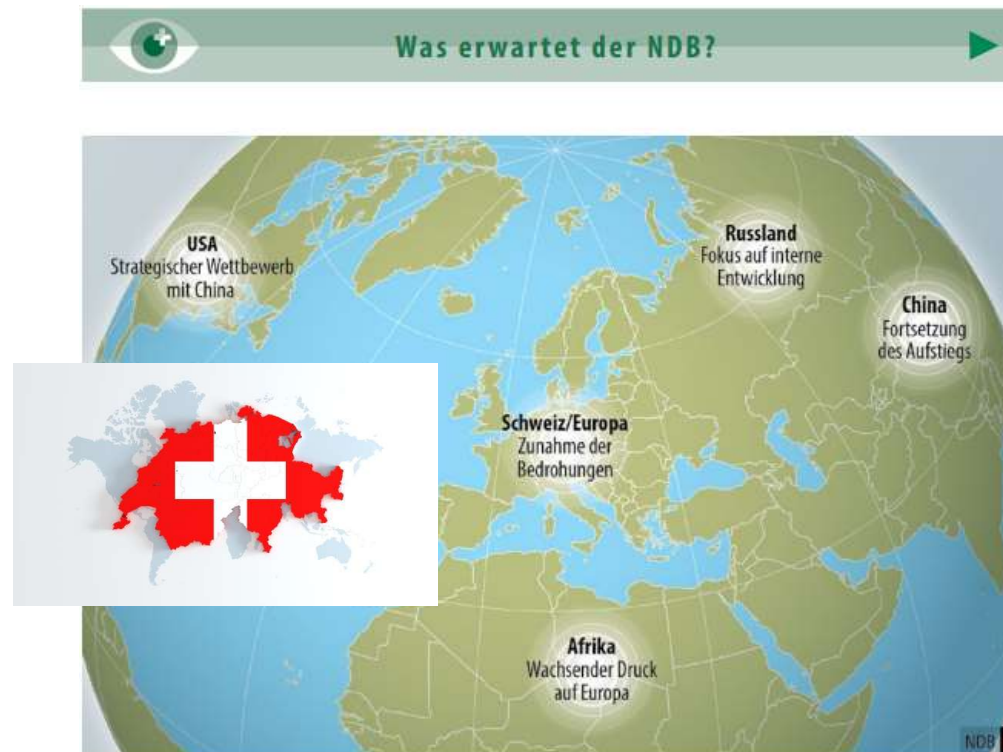 Was erwartet der NDB?
USA
Strategischer Wettbewerb
mit China
Russland
Fokus auf interne
Entwicklung
China
Fortsetzung
des Aufstiegs
Schweiz/Europa
Zunahme der
Bedrohungen
Afrika
Wachsender Druck
auf Europa
NDB